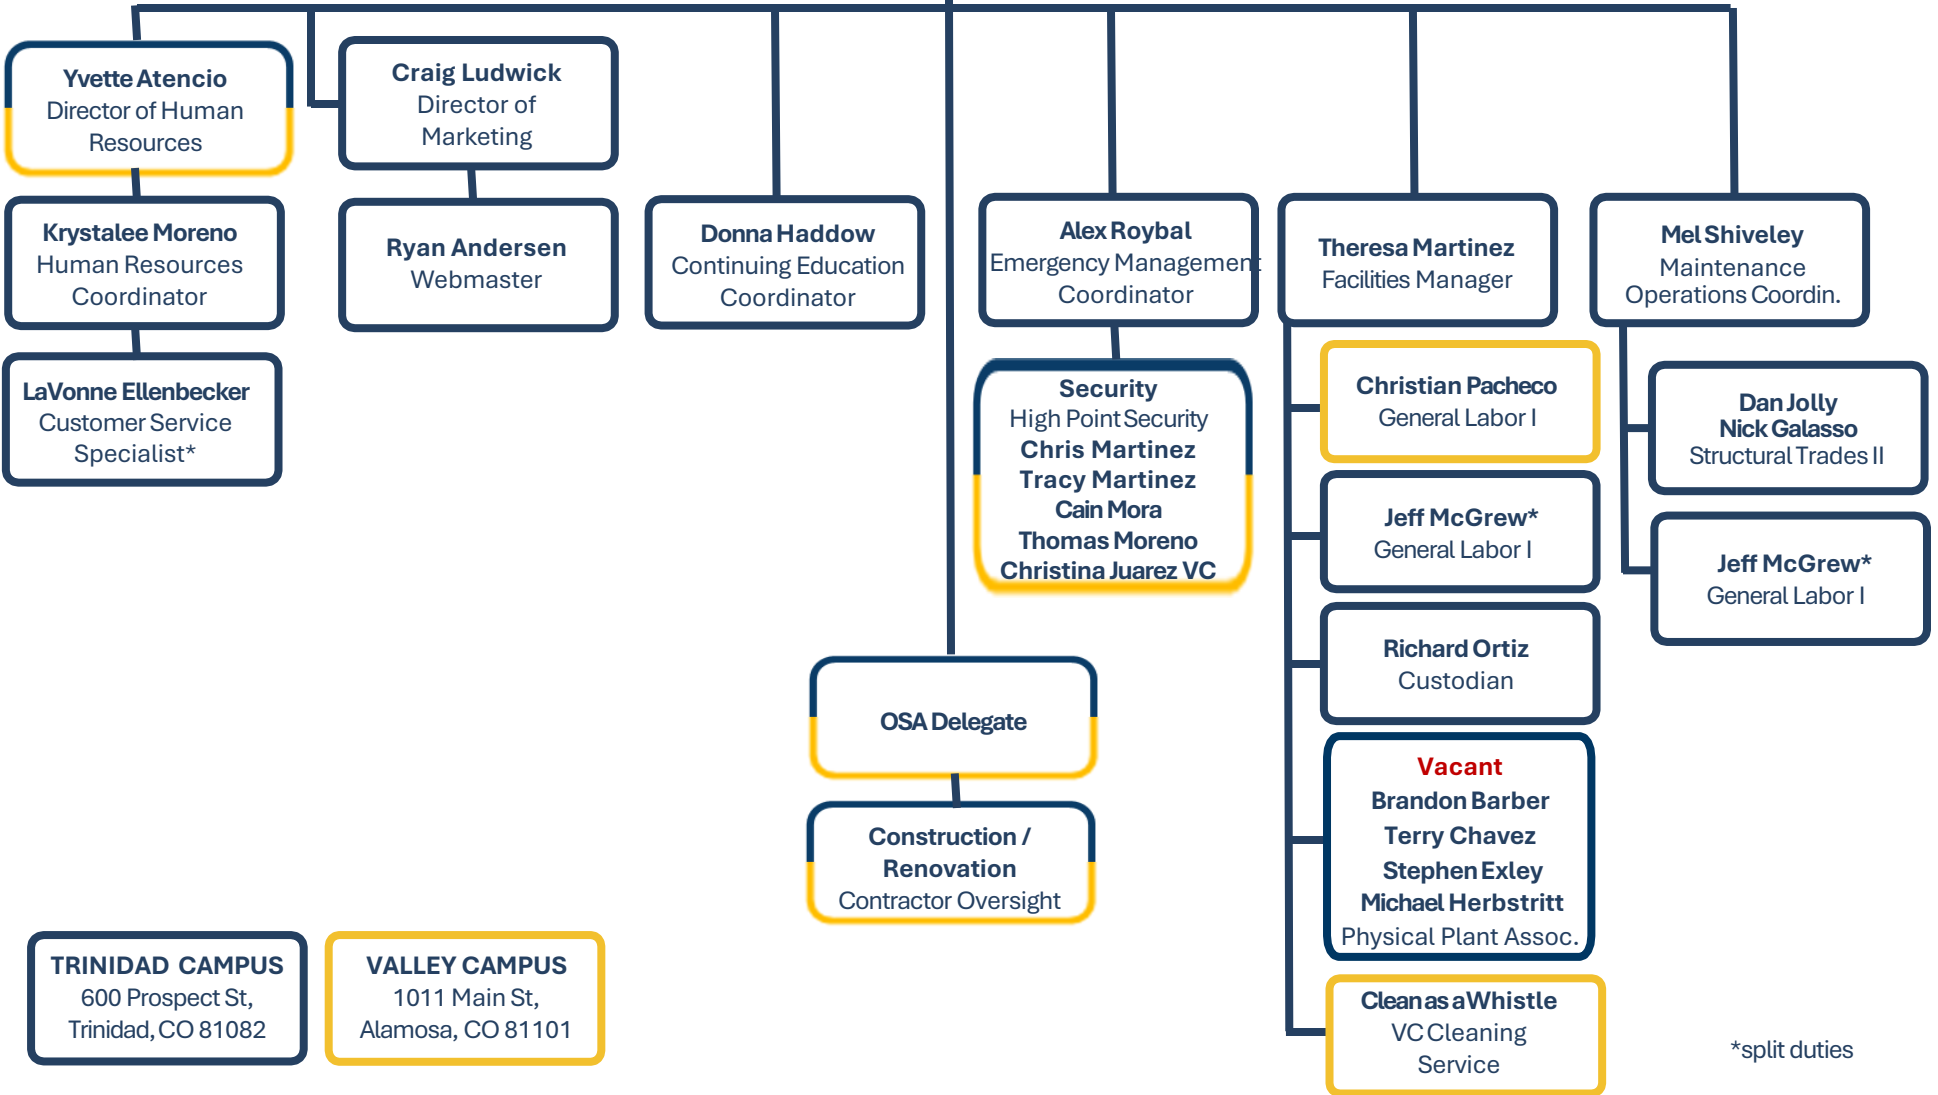 Yvette Atencio
Director of Human
Resources
Craig Ludwick
Director of
Marketing
Krystalee Moreno
Human Resources
Coordinator
Ryan Andersen
Webmaster
Donna Haddow
Continuing Education
Coordinator
Alex Roybal
Emergency Management
Coordinator
Theresa Martinez
Facilities Manager
Mel Shiveley
Maintenance
Operations Coordin.
LaVonne Ellenbecker
Customer Service
Specialist*
Security
High Point Security
Chris Martinez
Tracy Martinez
Cain Mora
Thomas Moreno
Christina Juarez VC
Christian Pacheco
General Labor I
Jeff McGrew*
General Labor I
Richard Ortiz
Custodian
Vacant
Brandon Barber
Terry Chavez
Stephen Exley
Michael Herbstritt
Physical Plant Assoc.
Clean as a Whistle
VC Cleaning
Service
Dan Jolly
Nick Galasso
Structural Trades II
Jeff McGrew*
General Labor I
OSA Delegate
Construction /
Renovation
Contractor Oversight
TRINIDAD CAMPUS
600 Prospect St,
Trinidad, CO 81082
VALLEY CAMPUS
1011 Main St,
Alamosa, CO 81101
*split duties